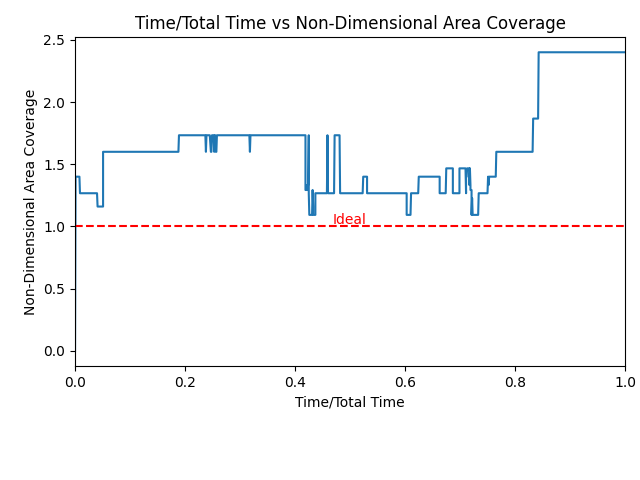 Time/Total Time vs Non-Dimensional Area Coverage
Non-Dimensional Area Coverage
2.5
2.0
1.5
1.0
0.5
0.0
Ideal
0.0 0.2 0.4 0.6 0.8 1.0
Time/Total Time